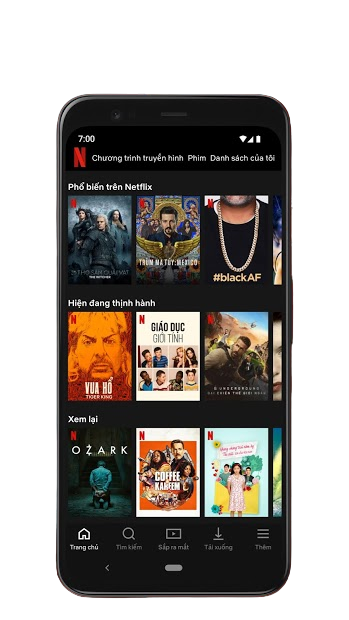 7:00
N Chương trình truyền hình Phim Danh sách của tôi
Phổ biến trên Netflix
N
THỢ SĂN QUÁI VẬT
THE WITCHER
N
TRÙM MA TÚY: MEXICO
N
#blackAF
Hiện đang thịnh hành
N
VUA HỔ
TIGER KING
N
GIÁO DỤC
GIỚI TÍNH
N
6 UNDERGROUND
Xem lại
N
OZARK
N
COFFEE
& KAREEM
N
Trang chủ
Tìm kiếm
Sắp ra mắt
Tải xuống
Thêm